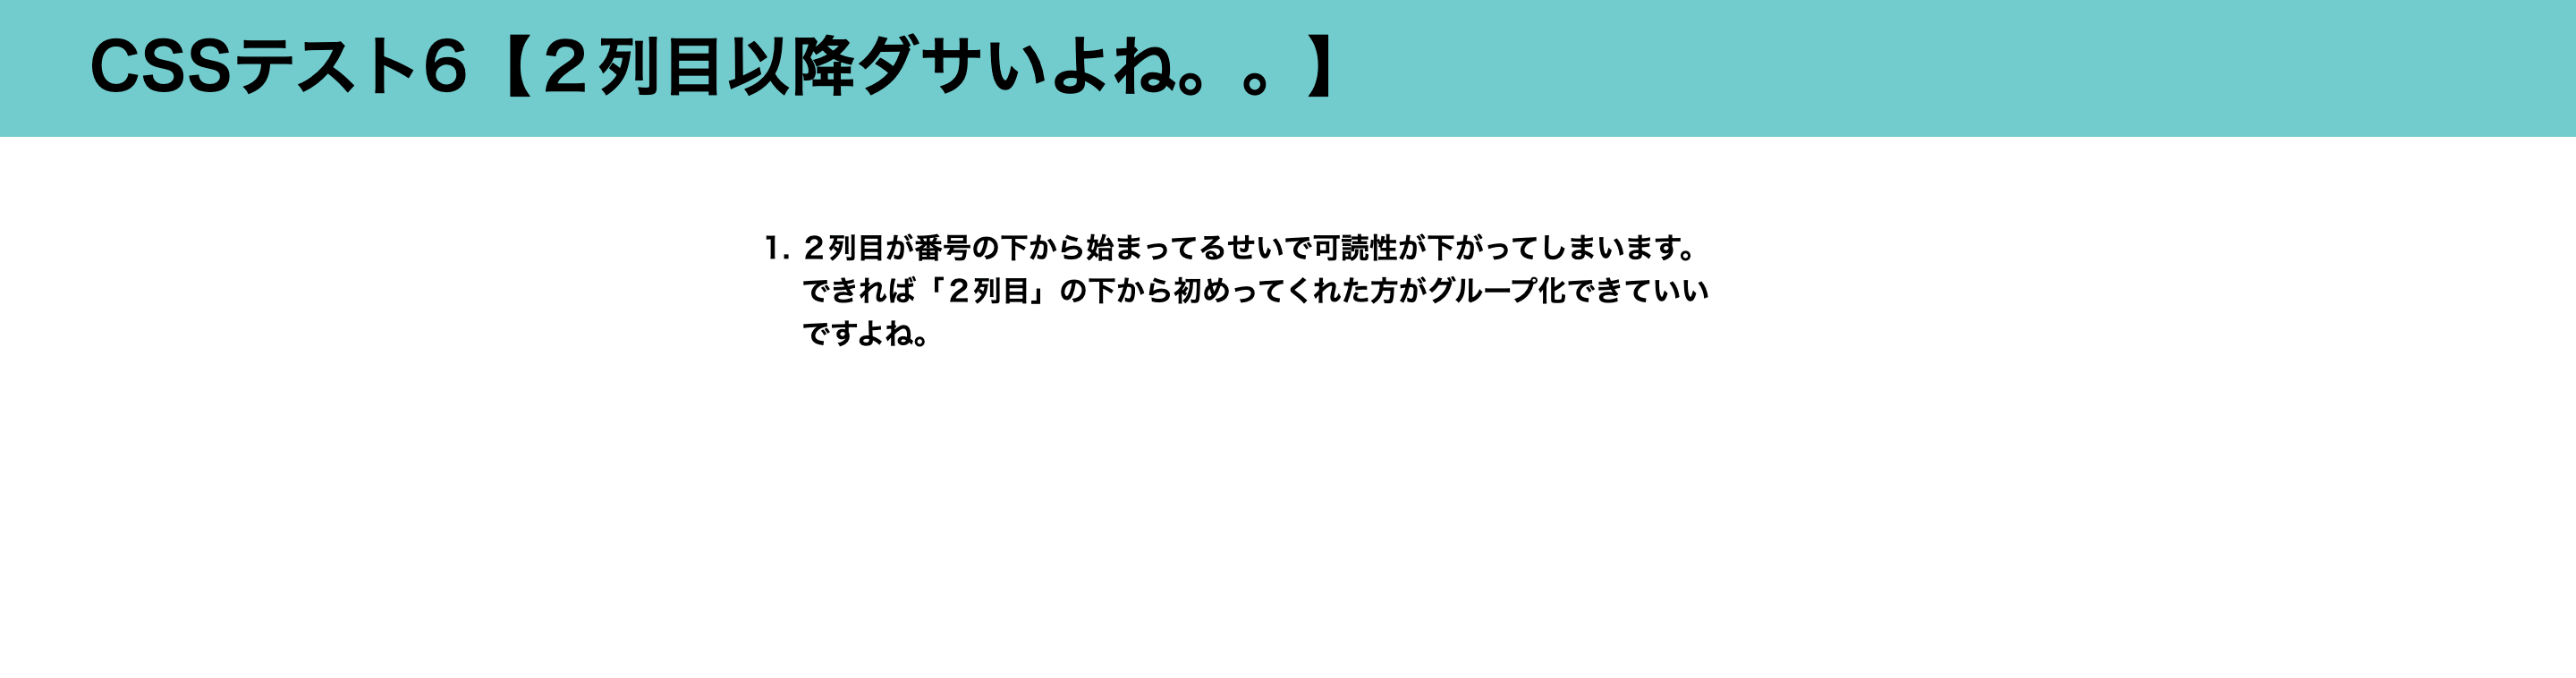 CSSテスト6【２列目以降ダサいよね。。】
1. ２列目が番号の下から始まってるせいで可読性が下がってしまいます。
できれば「２列目」の下から初めってくれた方がグループ化できていい
ですよね。